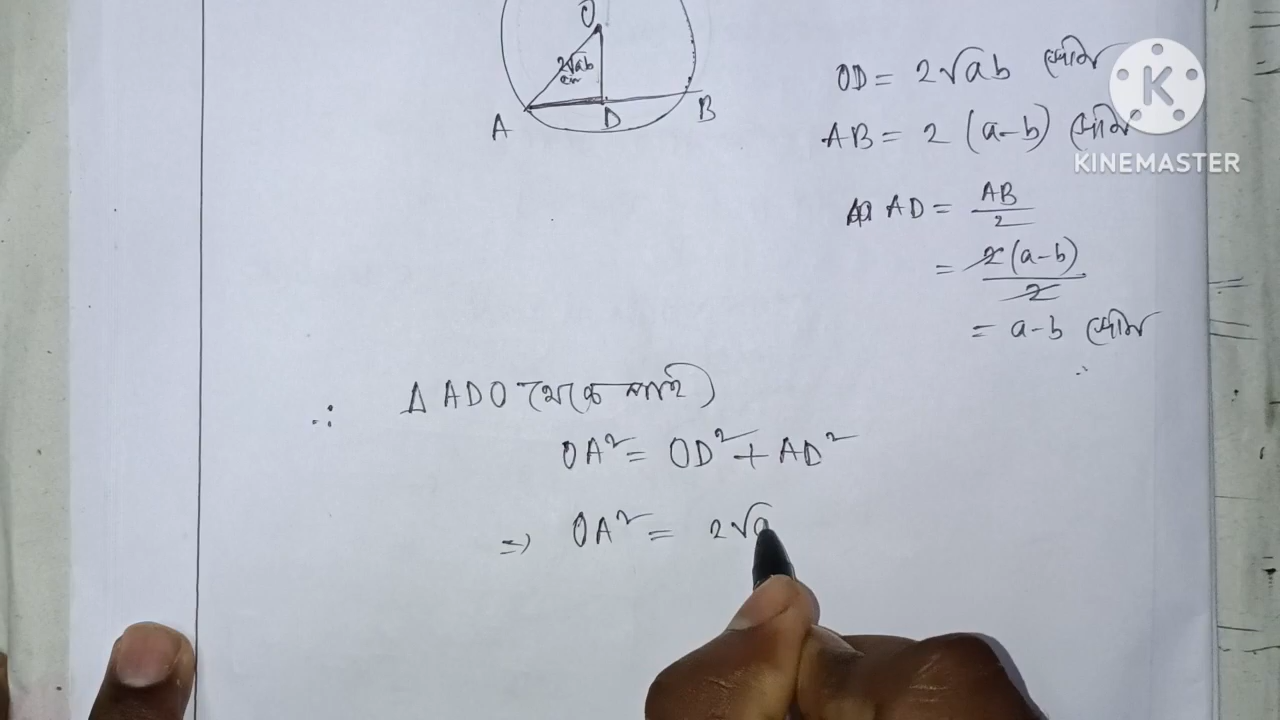 O
2√ab
cm
A D B
OD = 2√ab সেমি
AB = 2 (a-b) সেমি
KINEMASTER
AD = AB/2
= 2(a-b)/2
= a-b সেমি
∴ Δ ADO থেকে পাই
OA² = OD² + AD²
⇒ OA² = 2√a